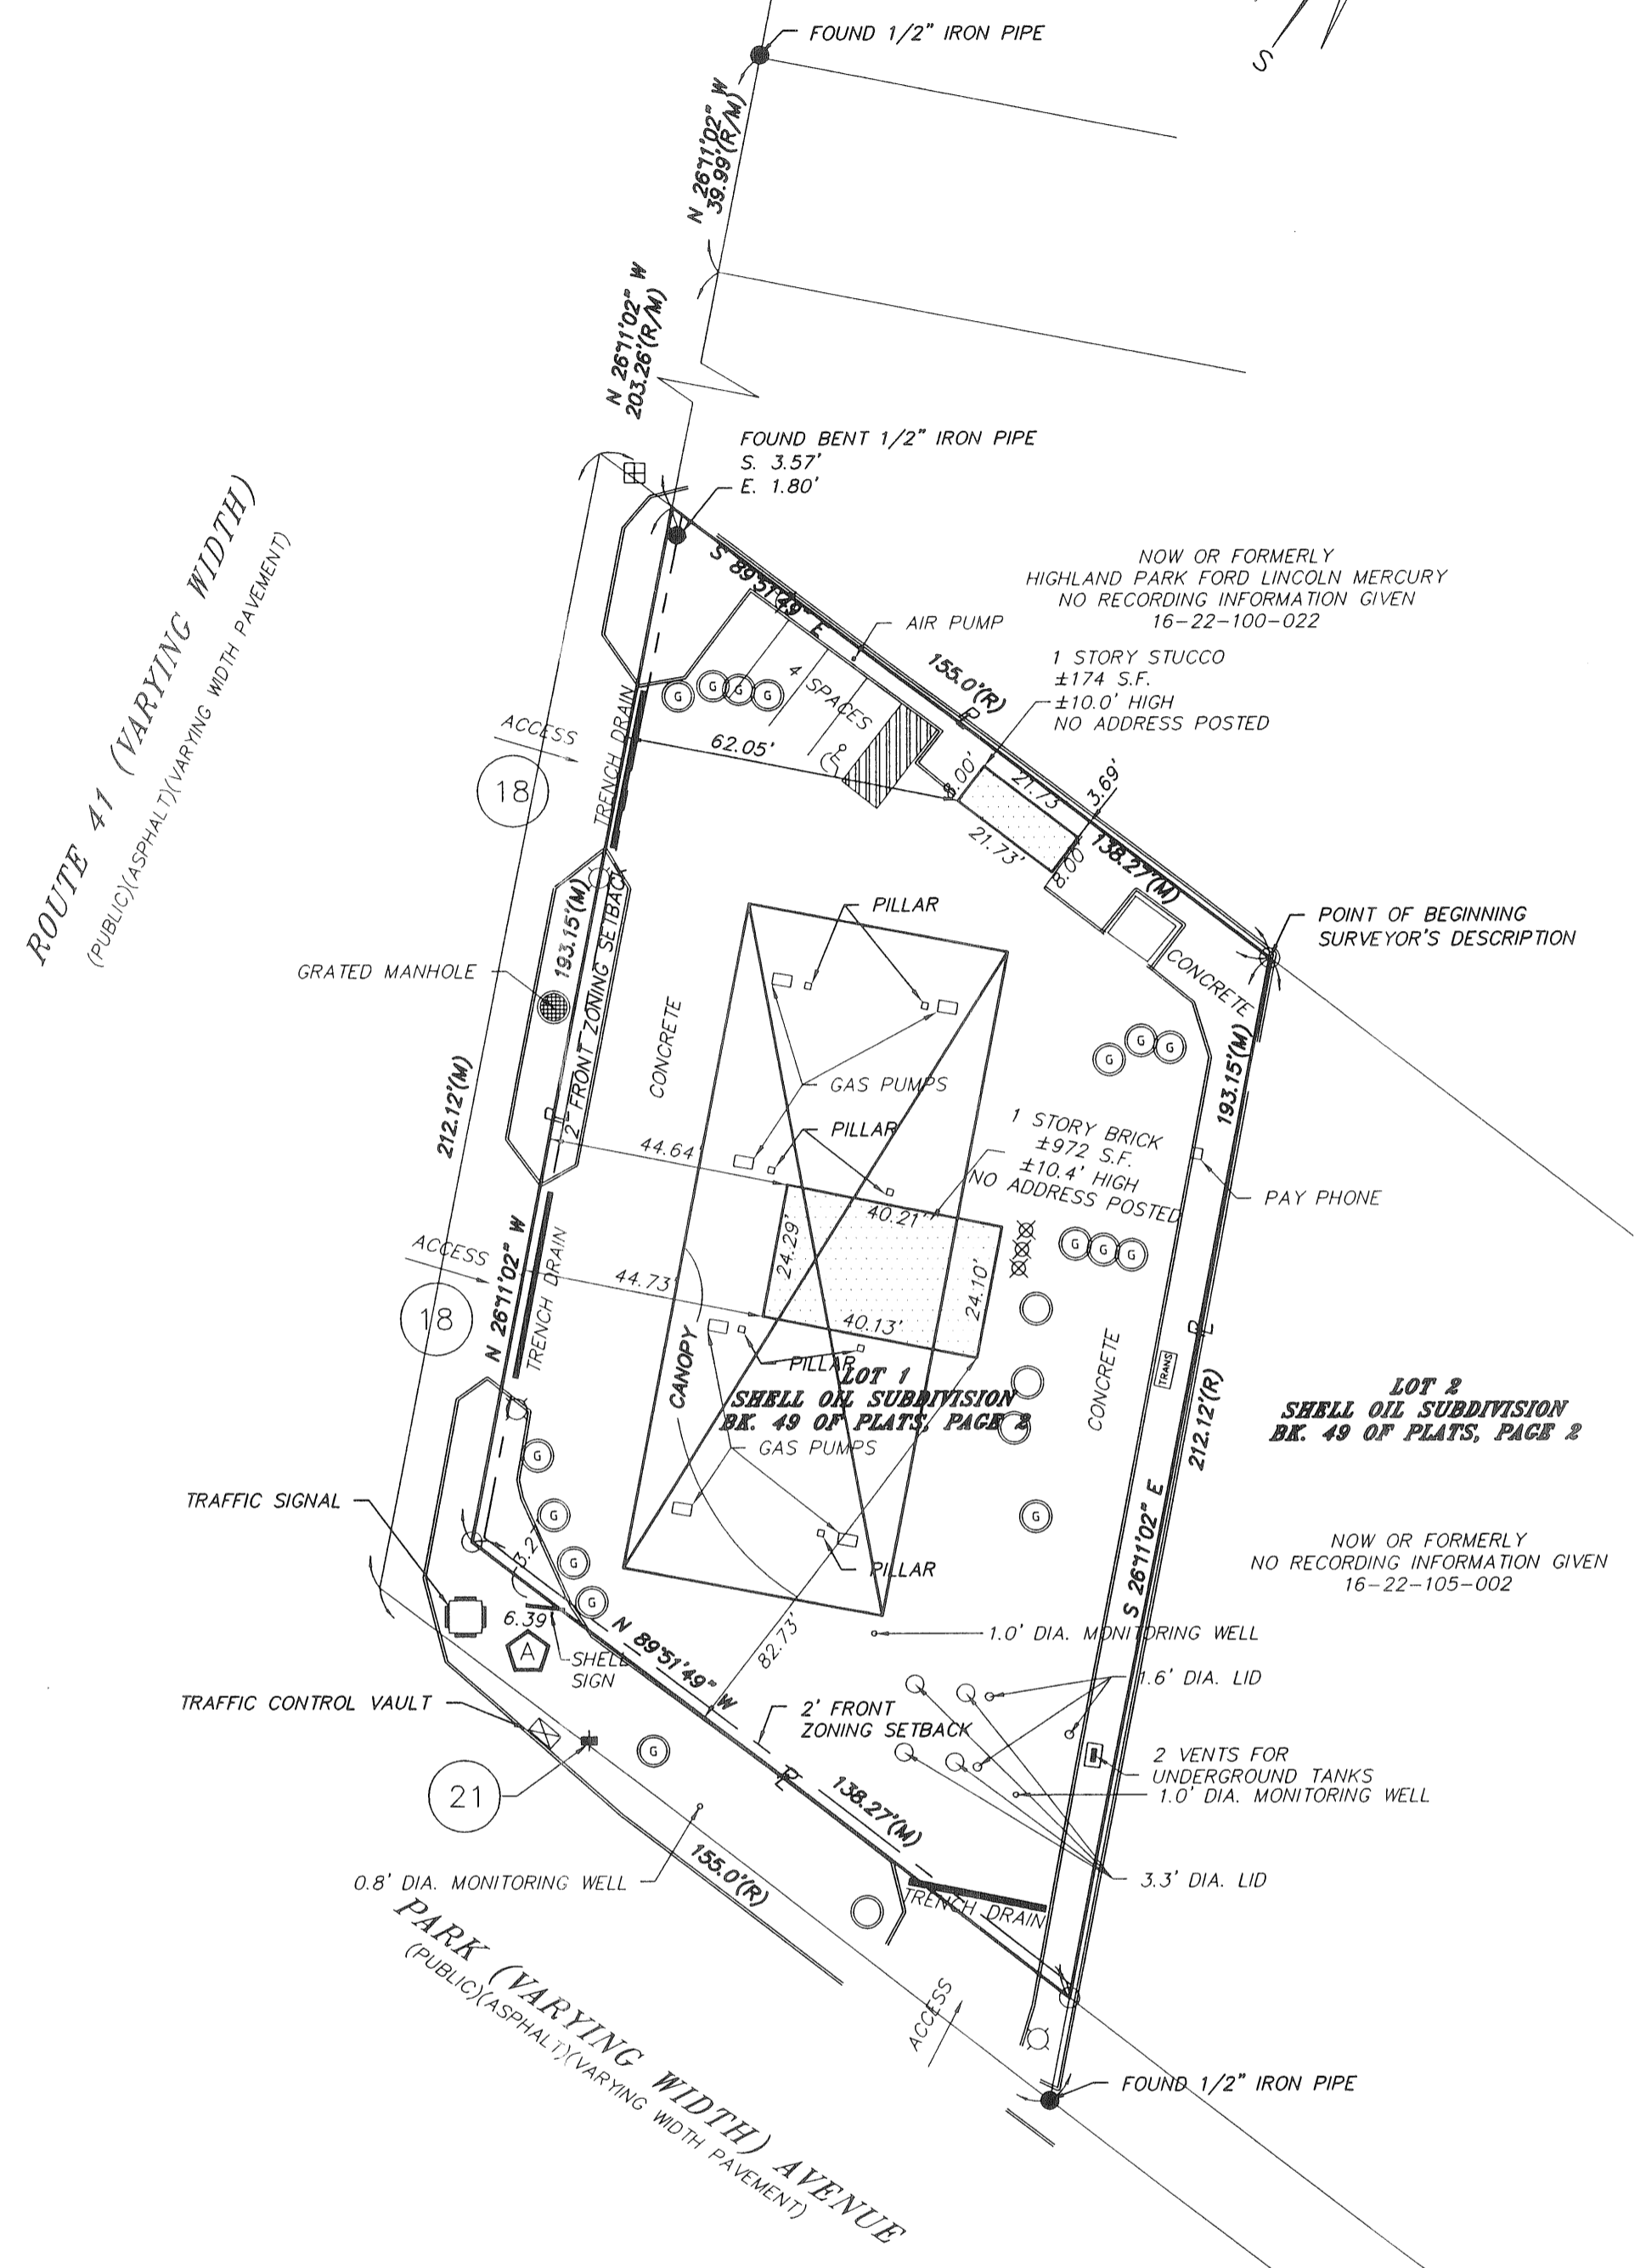 S
FOUND 1/2" IRON PIPE
N 26°11'02" W
39.99'(R/M)
N 26°11'02" W
203.26'(R/M)
FOUND BENT 1/2" IRON PIPE
S. 3.57'
E. 1.80'
ROUTE 41 (VARYING WIDTH)
(PUBLIC)(ASPHALT)(VARYING WIDTH PAVEMENT)
S 89°51'49" E
155.0'(R)
AIR PUMP
NOW OR FORMERLY
HIGHLAND PARK FORD LINCOLN MERCURY
NO RECORDING INFORMATION GIVEN
16-22-100-022
1 STORY STUCCO
±174 S.F.
±10.0' HIGH
NO ADDRESS POSTED
G
G
G
G
4 SPACES
ACCESS
18
TRENCH DRAIN
62.05'
8.00'
21.73'
3.69'
21.73'
8.00'
138.27'(M)
POINT OF BEGINNING
SURVEYOR'S DESCRIPTION
CONCRETE
193.15'(M)
2' FRONT ZONING SETBACK
GRATED MANHOLE
CONCRETE
PILLAR
GAS PUMPS
G
G
G
193.15'(M)
212.12'(M)
PILLAR
1 STORY BRICK
±972 S.F.
±10.4' HIGH
NO ADDRESS POSTED
PAY PHONE
44.64'
40.21'
24.29'
24.10'
40.13'
44.73'
G
G
G
ACCESS
18
N 26°11'02" W
TRENCH DRAIN
CANOPY
PILLAR
LOT 1
SHELL OIL SUBDIVISION
BK. 49 OF PLATS, PAGE 2
GAS PUMPS
CONCRETE
TRANS
PL
212.12'(R)
LOT 2
SHELL OIL SUBDIVISION
BK. 49 OF PLATS, PAGE 2
S 26°11'02" E
NOW OR FORMERLY
NO RECORDING INFORMATION GIVEN
16-22-105-002
TRAFFIC SIGNAL
G
G
G
G
G
PILLAR
6.39'
A
SHELL
SIGN
N 89°51'49" W
82.73'
1.0' DIA. MONITORING WELL
1.6' DIA. LID
TRAFFIC CONTROL VAULT
2' FRONT
ZONING SETBACK
G
21
PL
2 VENTS FOR
UNDERGROUND TANKS
1.0' DIA. MONITORING WELL
138.27'(M)
0.8' DIA. MONITORING WELL
155.0'(R)
3.3' DIA. LID
TRENCH DRAIN
PARK (VARYING WIDTH) AVENUE
(PUBLIC)(ASPHALT)(VARYING WIDTH PAVEMENT)
ACCESS
FOUND 1/2" IRON PIPE